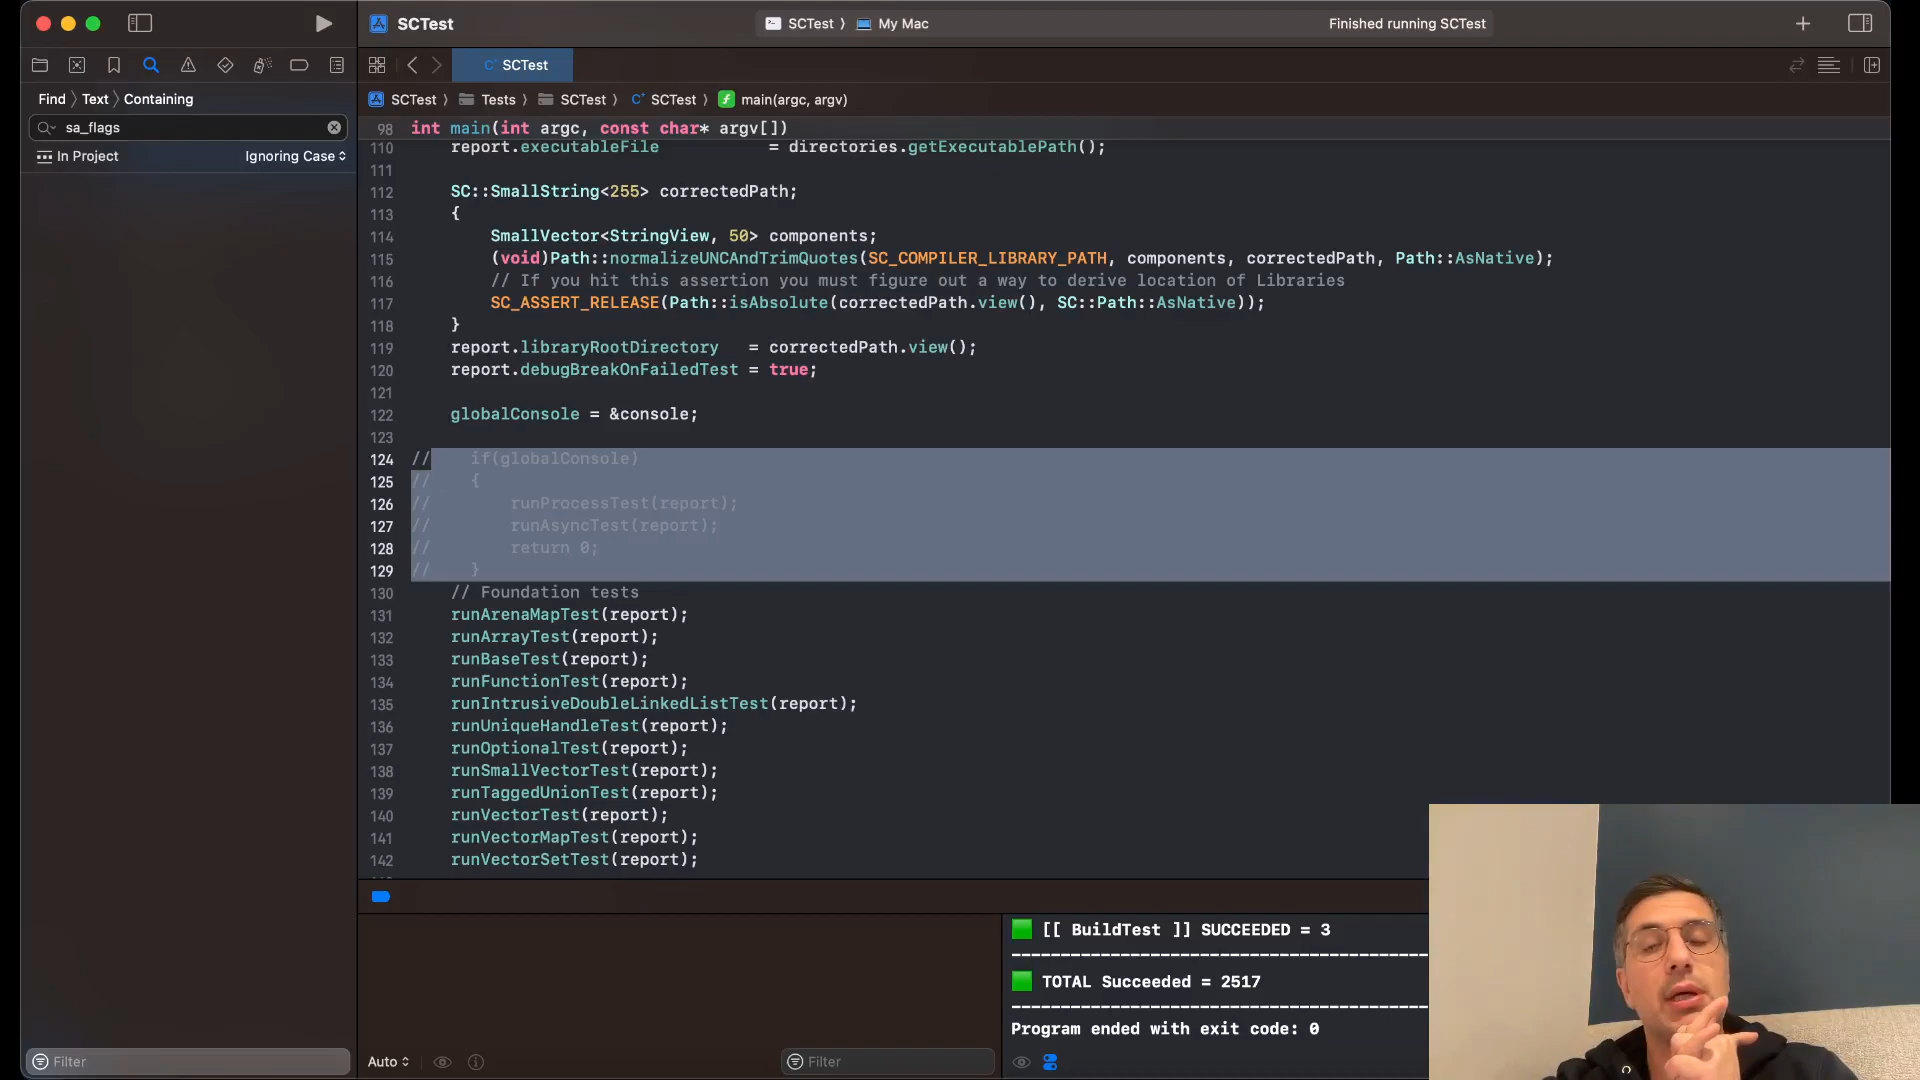 SCTest
SCTest 〉 My Mac
Finished running SCTest
SCTest
Find 〉 Text 〉 Containing
sa_flags
In Project
Ignoring Case
SCTest 〉 Tests 〉 SCTest 〉 SCTest 〉 main(argc, argv)
98 int main(int argc, const char* argv[])
110 report.executableFile = directories.getExecutablePath();
111
112 SC::SmallString<255> correctedPath;
113 {
114 SmallVector<StringView, 50> components;
115 (void)Path::normalizeUNCAndTrimQuotes(SC_COMPILER_LIBRARY_PATH, components, correctedPath, Path::AsNative);
116 // If you hit this assertion you must figure out a way to derive location of Libraries
117 SC_ASSERT_RELEASE(Path::isAbsolute(correctedPath.view(), SC::Path::AsNative));
118 }
119 report.libraryRootDirectory = correctedPath.view();
120 report.debugBreakOnFailedTest = true;
121
122 globalConsole = &console;
123
124 // if(globalConsole)
125 // {
126 // runProcessTest(report);
127 // runAsyncTest(report);
128 // return 0;
129 // }
130 // Foundation tests
131 runArenaMapTest(report);
132 runArrayTest(report);
133 runBaseTest(report);
134 runFunctionTest(report);
135 runIntrusiveDoubleLinkedListTest(report);
136 runUniqueHandleTest(report);
137 runOptionalTest(report);
138 runSmallVectorTest(report);
139 runTaggedUnionTest(report);
140 runVectorTest(report);
141 runVectorMapTest(report);
142 runVectorSetTest(report);
[[ BuildTest ]] SUCCEEDED = 3
TOTAL Succeeded = 2517
Program ended with exit code: 0
Filter
Auto
Filter